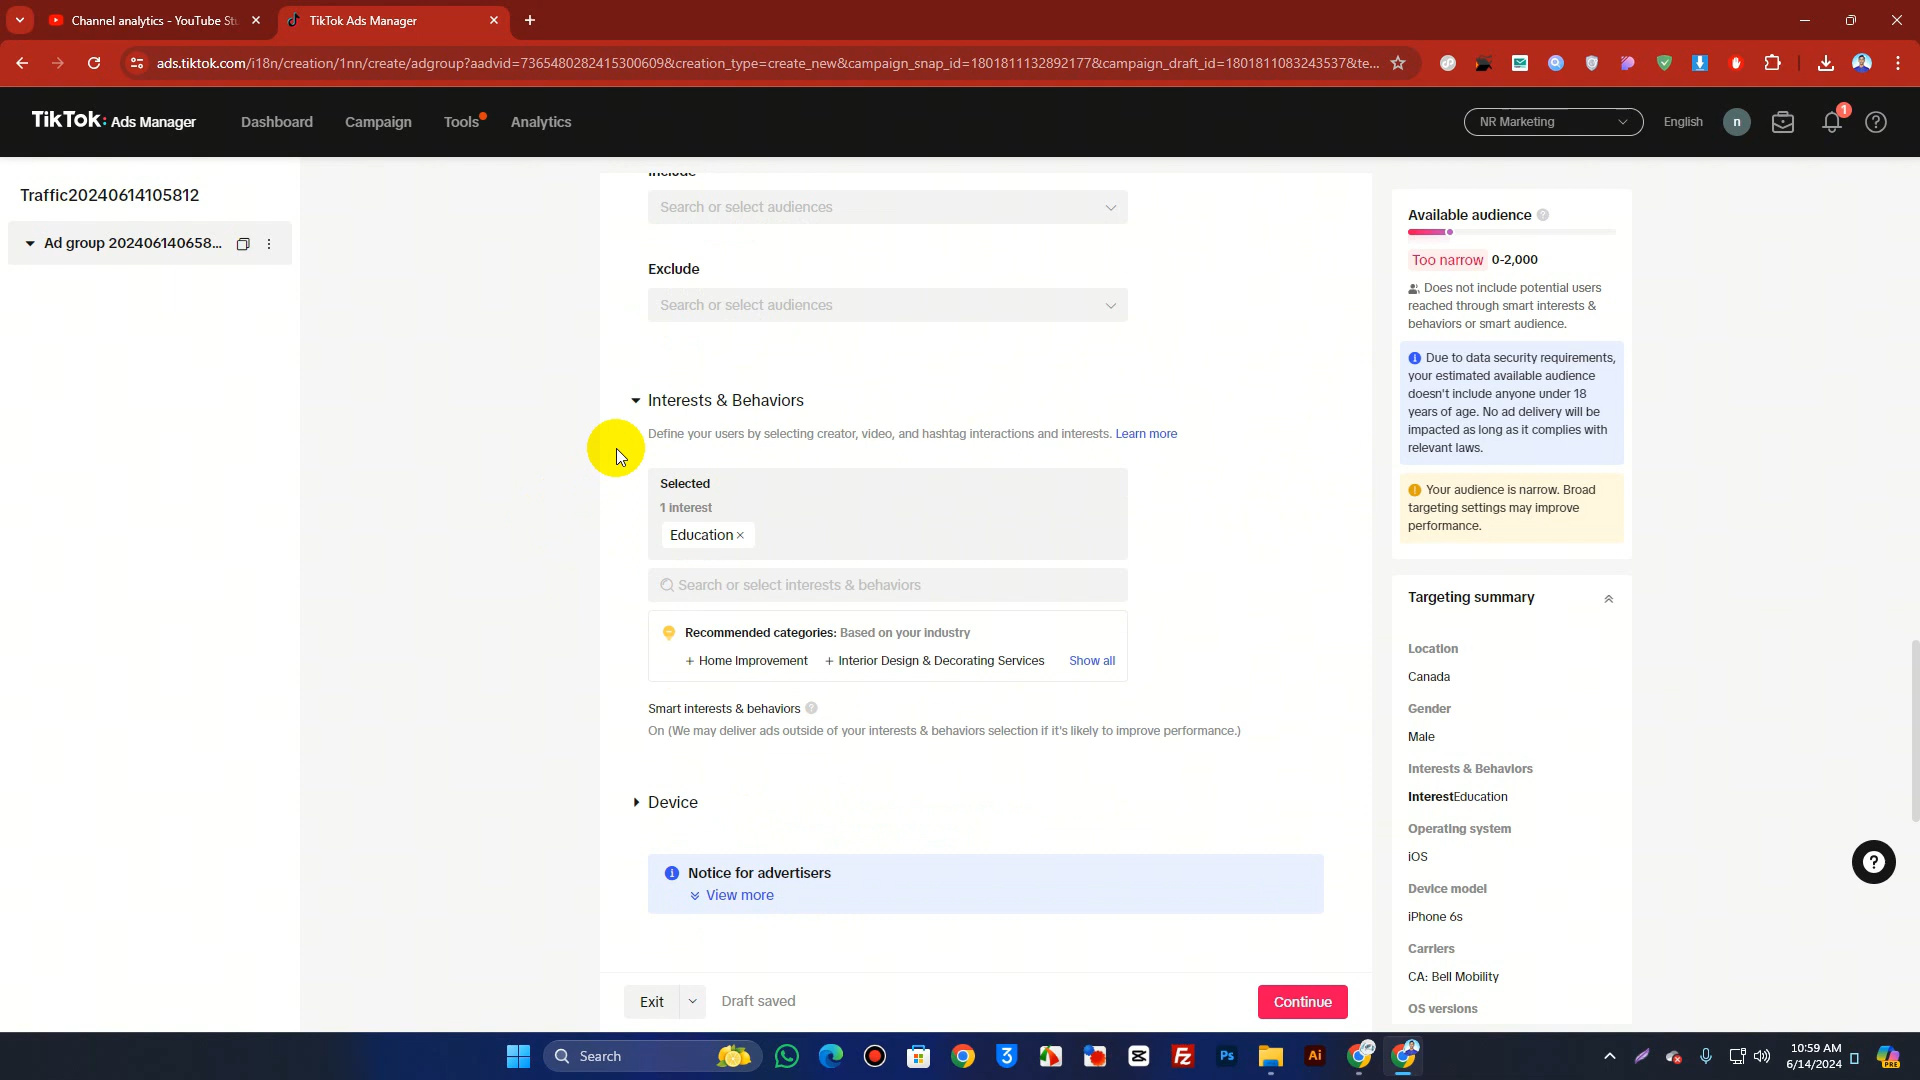 Channel analytics - YouTube St
TikTok Ads Manager
ads.tiktok.com/i18n/creation/1nn/create/adgroup?aadvid=7365480282415300609&creation_type=create_new&campaign_snap_id=1801811132892177&campaign_draft_id=1801811083243537&te...
TikTok: Ads Manager
Dashboard
Campaign
Tools
Analytics
NR Marketing
English
n
1
Traffic20240614105812
Ad group 202406140658...
Include
Search or select audiences
Exclude
Search or select audiences
Interests & Behaviors
Define your users by selecting creator, video, and hashtag interactions and interests. Learn more
Selected
1 interest
Education ×
Search or select interests & behaviors
Recommended categories: Based on your industry
+ Home Improvement + Interior Design & Decorating Services Show all
Smart interests & behaviors
On (We may deliver ads outside of your interests & behaviors selection if it's likely to improve performance.)
Device
Notice for advertisers
View more
Exit
Draft saved
Continue
Available audience
Too narrow 0-2,000
Does not include potential users
reached through smart interests &
behaviors or smart audience.
Due to data security requirements,
your estimated available audience
doesn't include anyone under 18
years of age. No ad delivery will be
impacted as long as it complies with
relevant laws.
Your audience is narrow. Broad
targeting settings may improve
performance.
Targeting summary
Location
Canada
Gender
Male
Interests & Behaviors
InterestEducation
Operating system
iOS
Device model
iPhone 6s
Carriers
CA: Bell Mobility
OS versions
Search
3
Fz
Ps
Ai
10:59 AM
6/14/2024
PRE